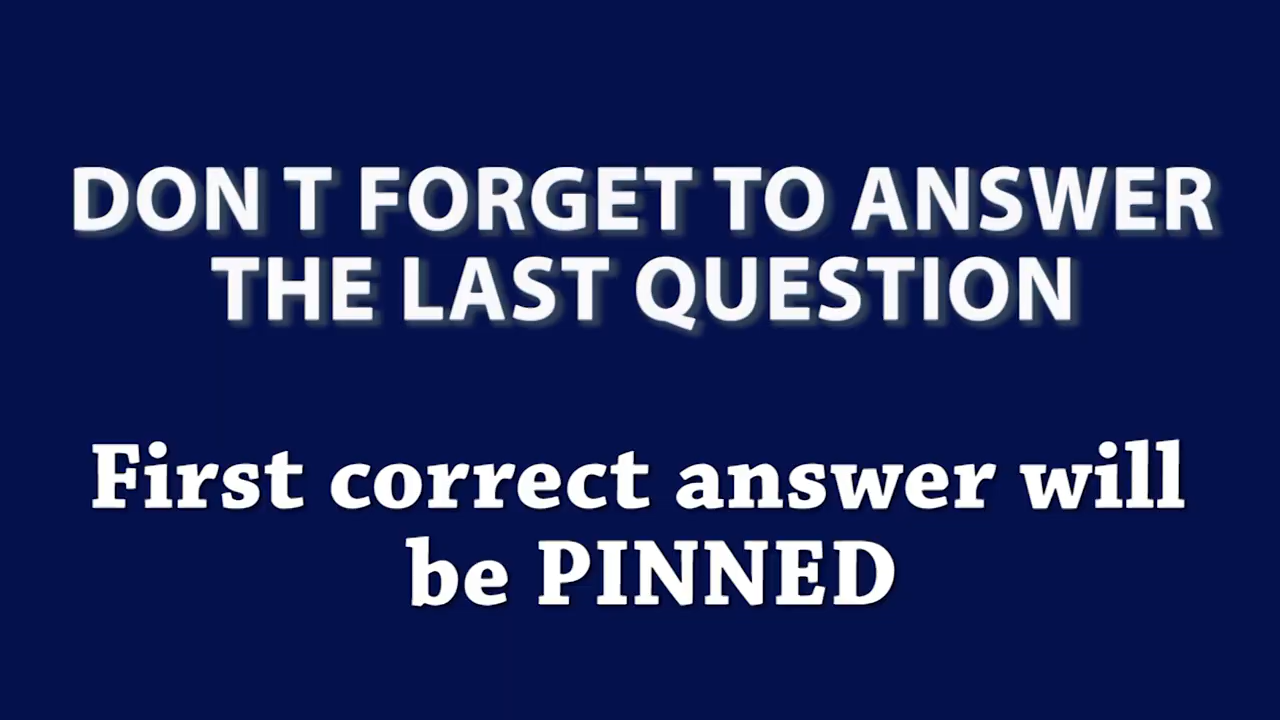 DON T FORGET TO ANSWER
THE LAST QUESTION
First correct answer will
be PINNED